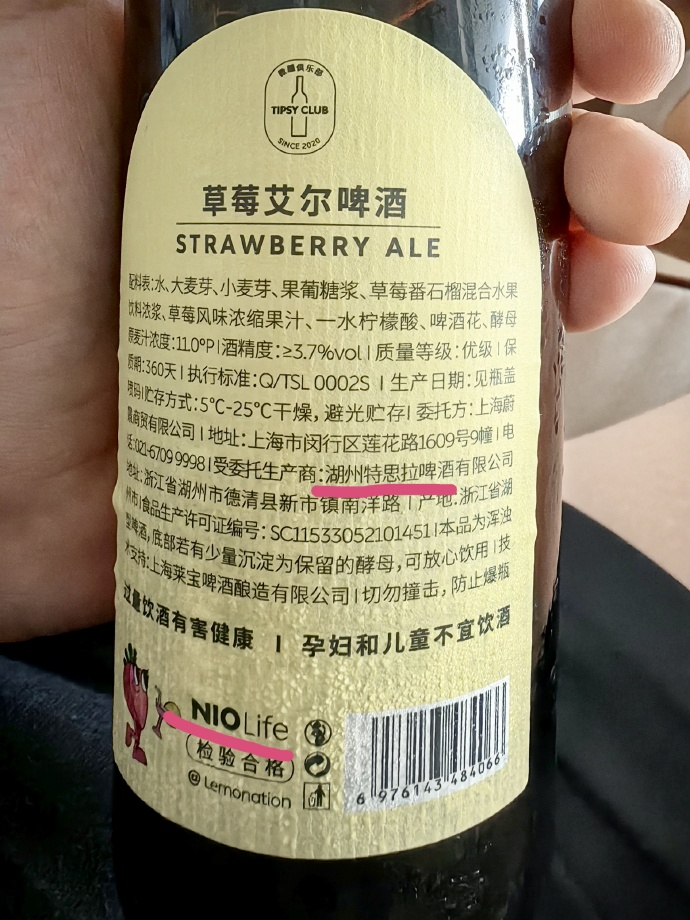 微醺俱乐部
TIPSY CLUB
SINCE 2020
草莓艾尔啤酒
STRAWBERRY ALE
配料表:水、大麦芽、小麦芽、果葡糖浆、草莓番石榴混合水果
饮料浓浆、草莓风味浓缩果汁、一水柠檬酸、啤酒花、酵母
原麦汁浓度:11.0°P | 酒精度:≥3.7%vol | 质量等级:优级 | 保
质期:360天 | 执行标准:Q/TSL 0002S | 生产日期:见瓶盖
喷码 | 贮存方式:5℃-25℃干燥,避光贮存 | 委托方:上海蔚
晨商贸有限公司 | 地址:上海市闵行区莲花路1609号9幢 | 电
话:021-6709 9998 | 受委托生产商:湖州特思拉啤酒有限公司
地址:浙江省湖州市德清县新市镇南洋路 | 产地:浙江省湖
州市 | 食品生产许可证编号:SC11533052101451 | 本品为浑浊
型啤酒,底部若有少量沉淀为保留的酵母,可放心饮用 | 技
术支持:上海莱宝啤酒酿造有限公司 | 切勿撞击,防止爆瓶
过量饮酒有害健康 | 孕妇和儿童不宜饮酒
NIO Life
检验合格
@ Lemonation
6 976143 484066